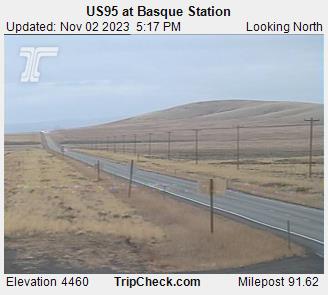 US95 at Basque Station
Updated: Nov 02 2023 5:17 PM Looking North
Elevation 4460 TripCheck.com Milepost 91.62